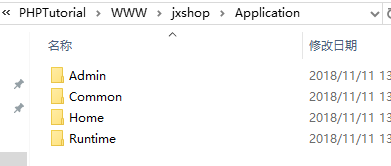 « PHPTutorial > WWW > jxshop > Application >
名称 修改日期
Admin 2018/11/11 13
Common 2018/11/11 13
Home 2018/11/11 13
Runtime 2018/11/11 13